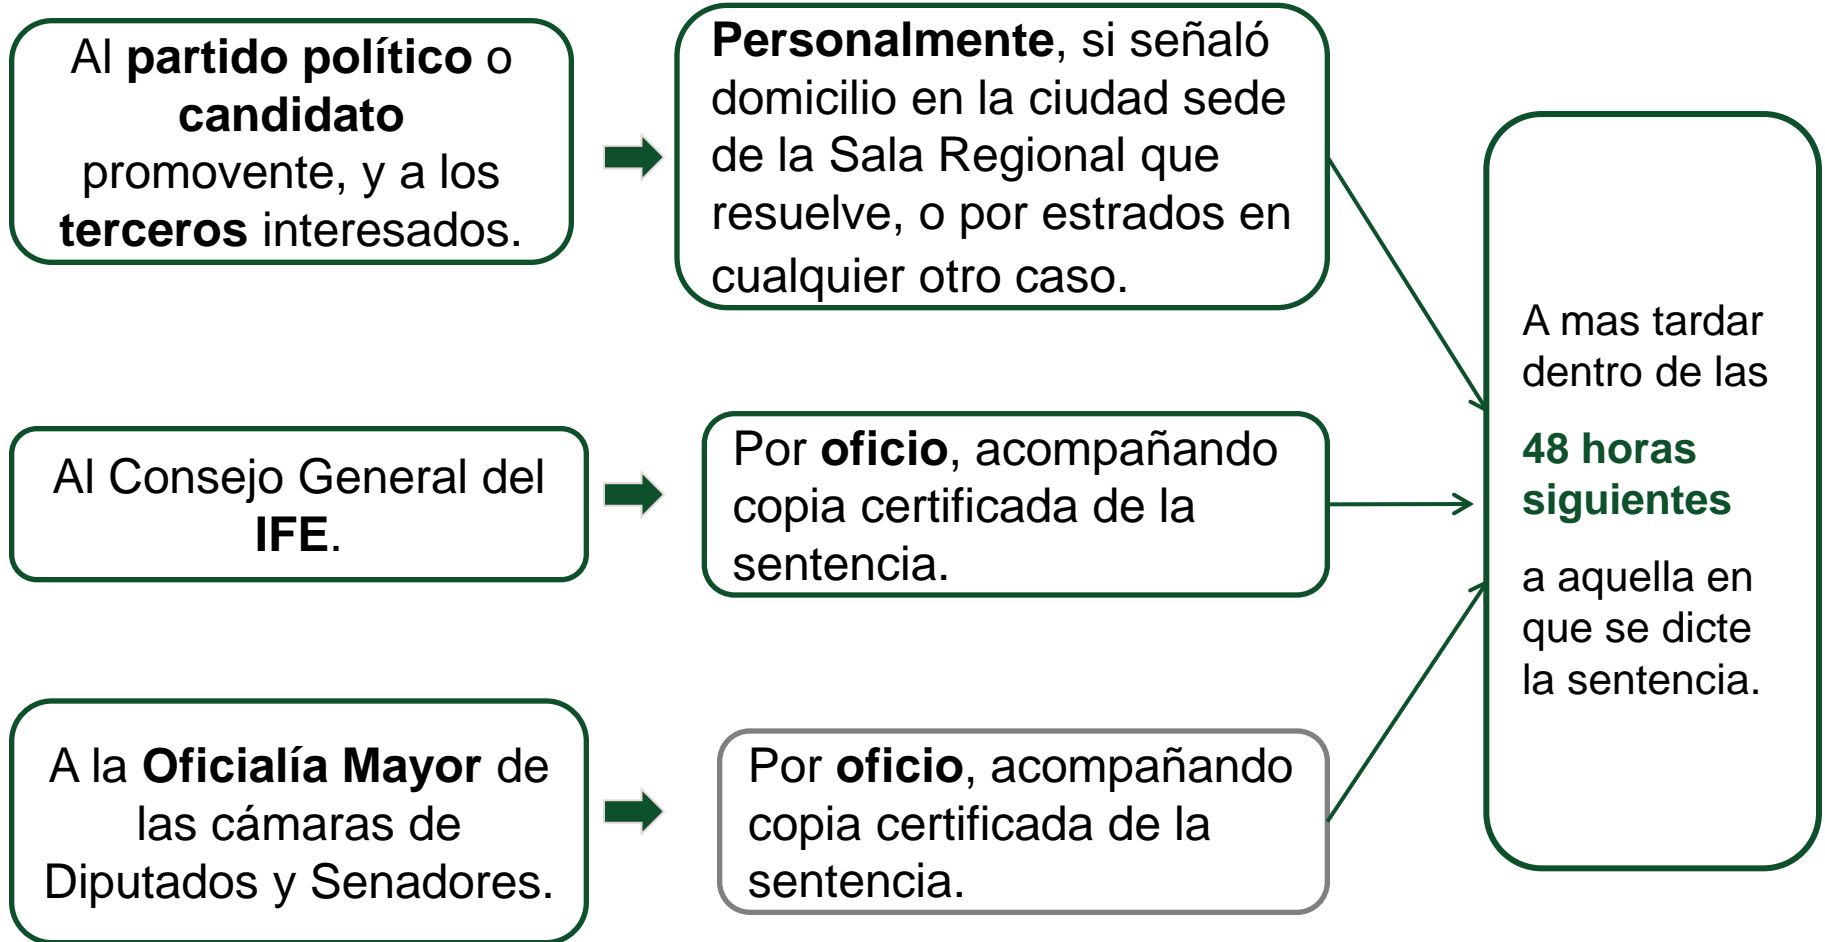 Al partido político o
candidato
promovente, y a los
terceros interesados.
Personalmente, si señaló
domicilio en la ciudad sede
de la Sala Regional que
resuelve, o por estrados en
cualquier otro caso.
Al Consejo General del
IFE.
Por oficio, acompañando
copia certificada de la
sentencia.
A la Oficialía Mayor de
las cámaras de
Diputados y Senadores.
Por oficio, acompañando
copia certificada de la
sentencia.
A mas tardar
dentro de las
48 horas
siguientes
a aquella en
que se dicte
la sentencia.